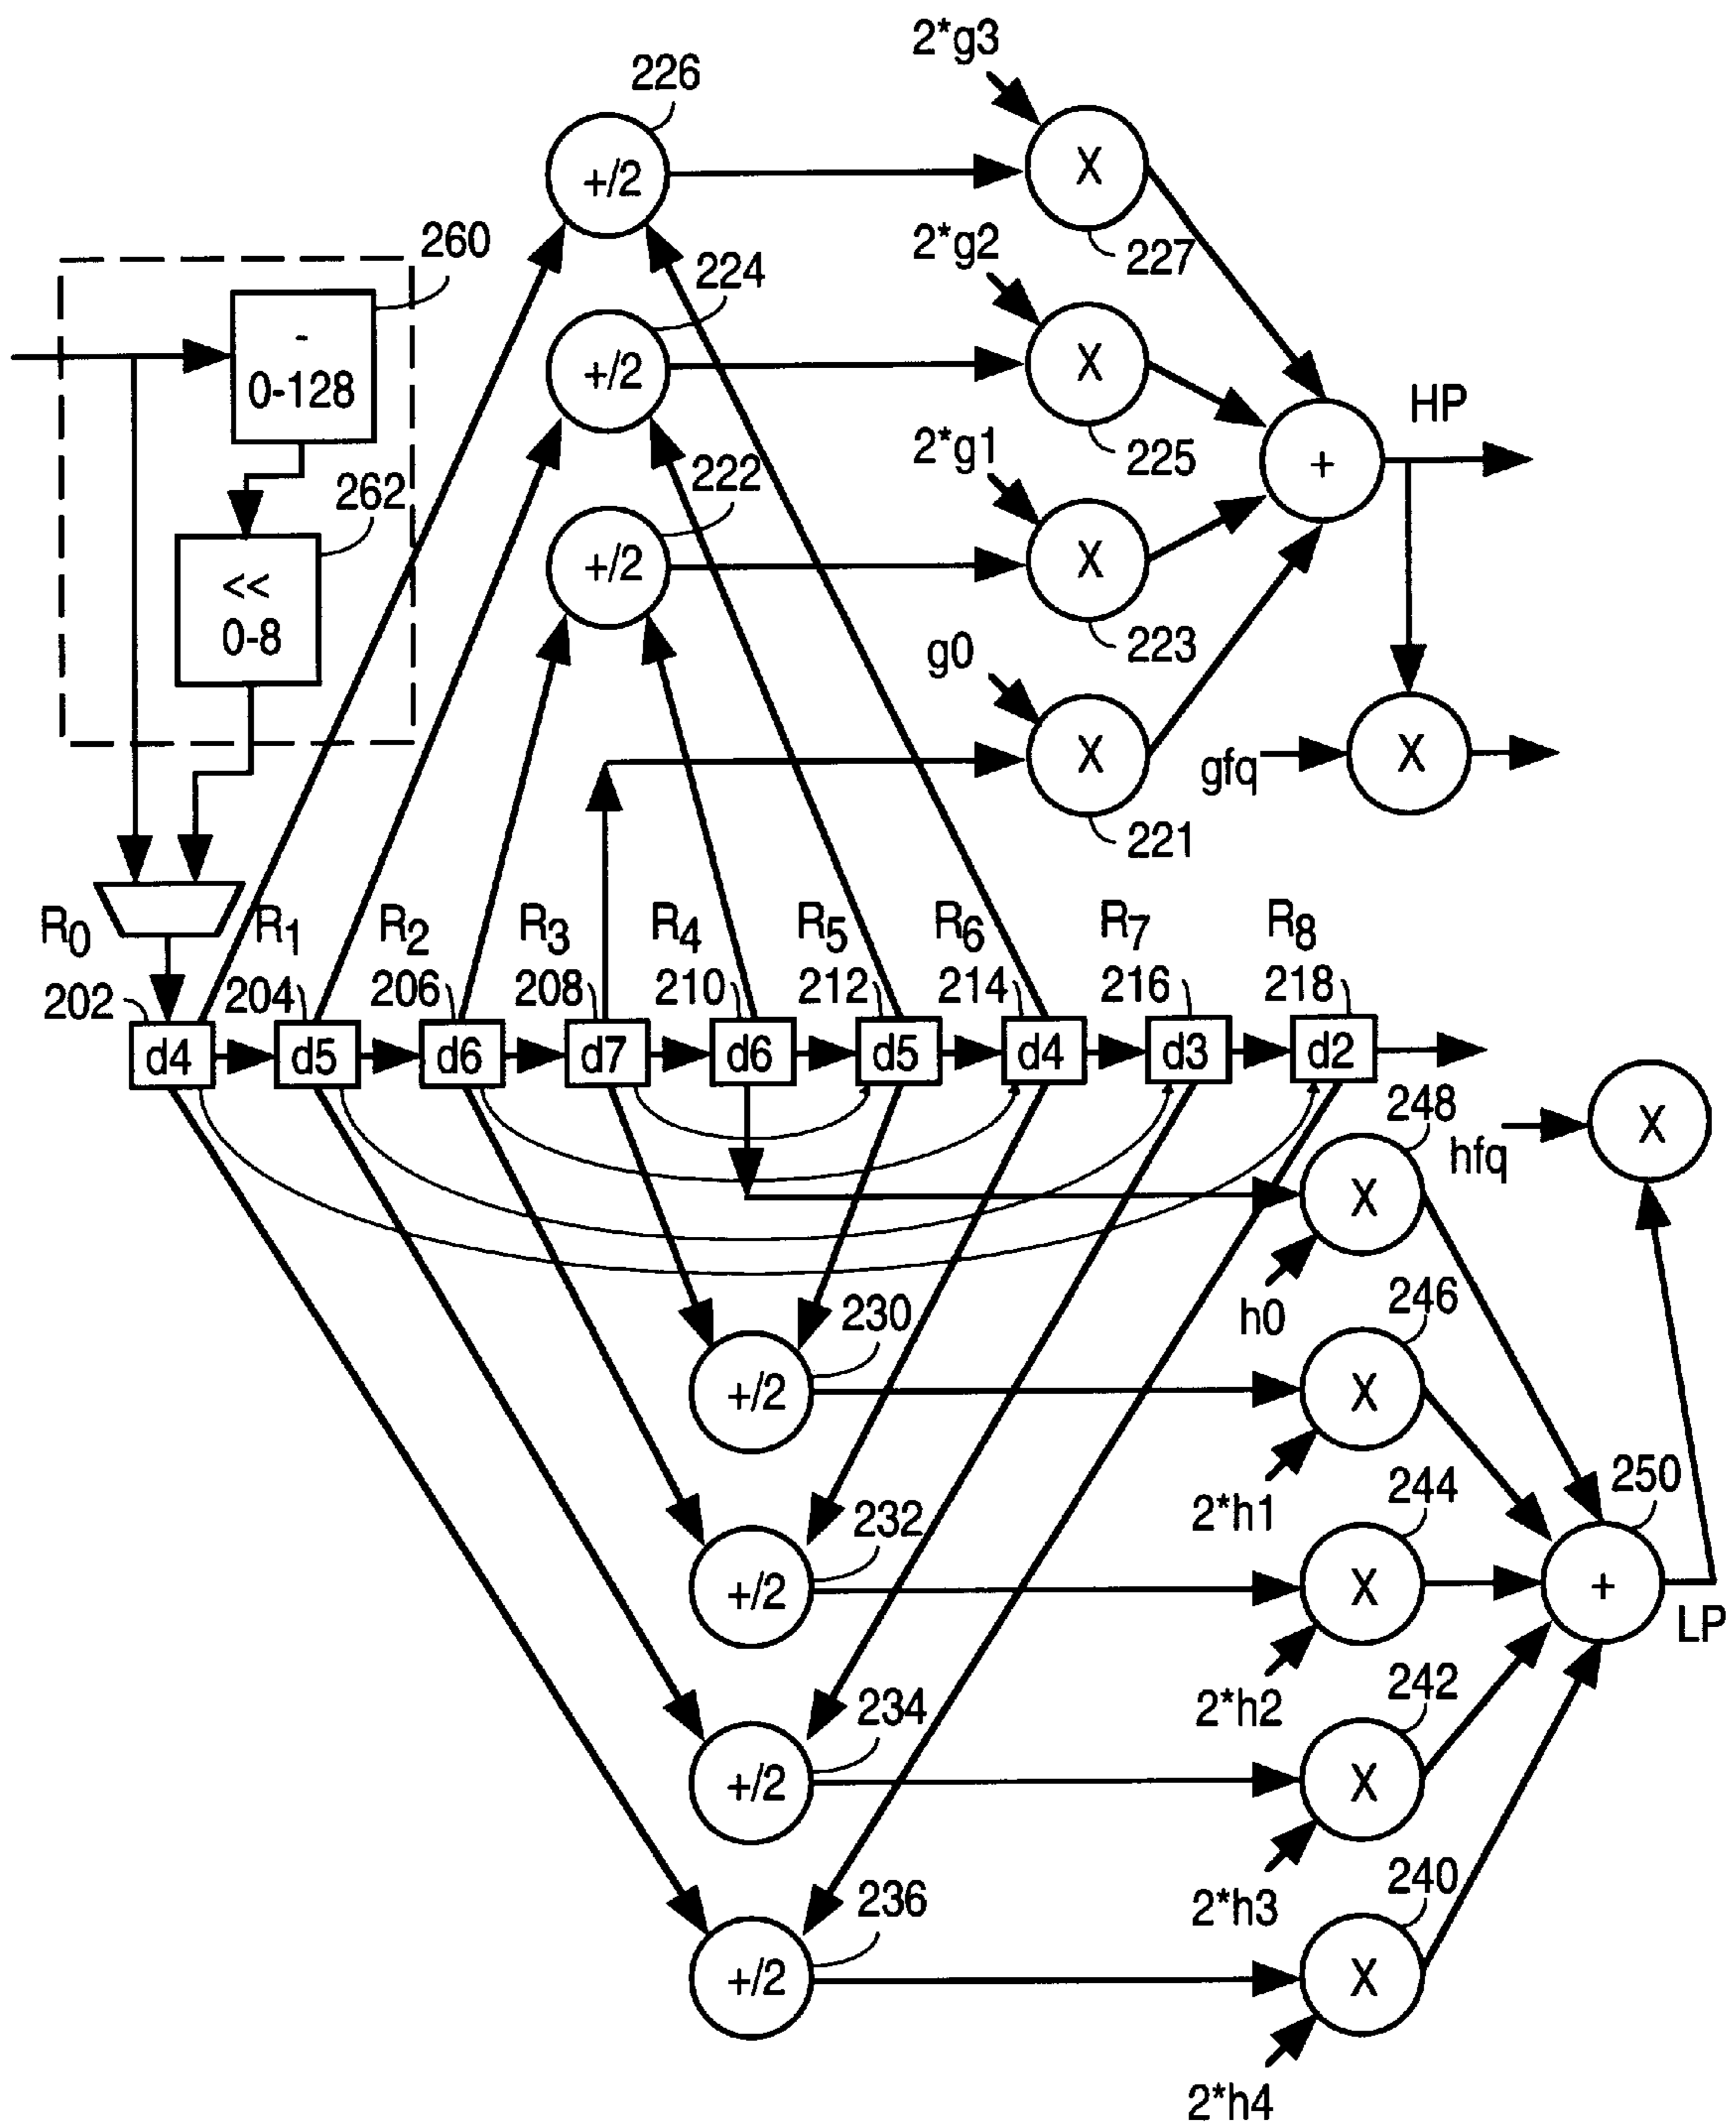 2*g3
226
+/2
X
227
260
2*g2
224
-
0-128
+/2
X
225
HP
+
2*g1
222
262
<<
0-8
+/2
X
223
g0
X
gfq
X
221
R0
R1
R2
R3
R4
R5
R6
R7
R8
202
204
206
208
210
212
214
216
218
d4
d5
d6
d7
d6
d5
d4
d3
d2
248
hfq
X
X
h0
246
230
+/2
X
2*h1
244
250
232
+/2
X
+
LP
2*h2
242
234
+/2
X
2*h3
240
236
+/2
X
2*h4